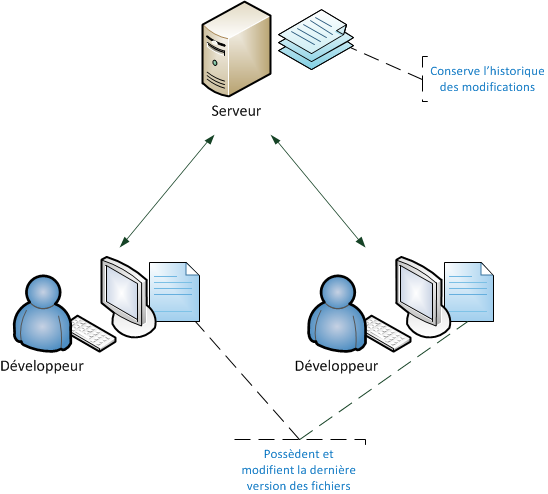 Conserve l'historique
des modifications
Serveur
Développeur
Développeur
Possèdent et
modifient la dernière
version des fichiers